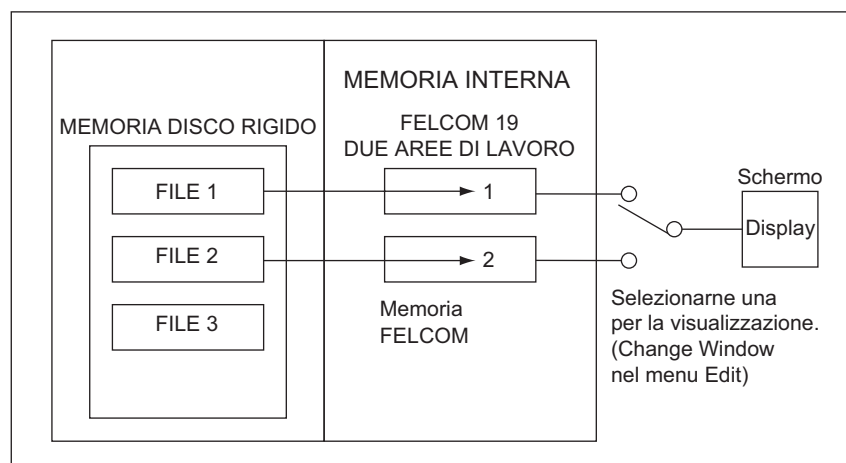 MEMORIA DISCO RIGIDO
FILE 1
FILE 2
FILE 3
MEMORIA INTERNA
FELCOM 19
DUE AREE DI LAVORO
1
2
Memoria
FELCOM
Schermo
Display
Selezionarne una
per la visualizzazione.
(Change Window
nel menu Edit)